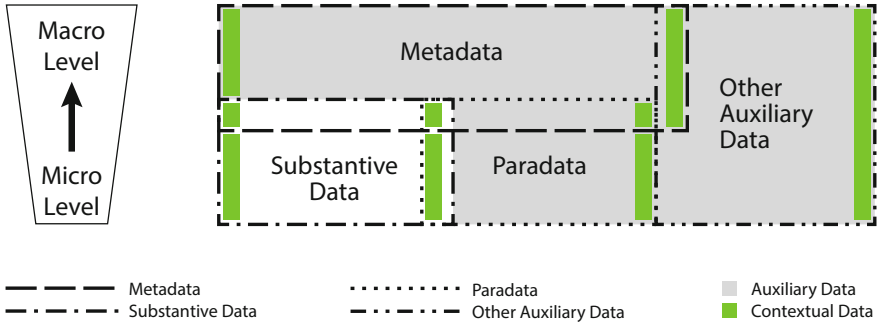 Macro
Level
Micro
Level
Metadata
Substantive
Data
Paradata
Other
Auxiliary
Data
Metadata
Substantive Data
Paradata
Other Auxiliary Data
Auxiliary Data
Contextual Data